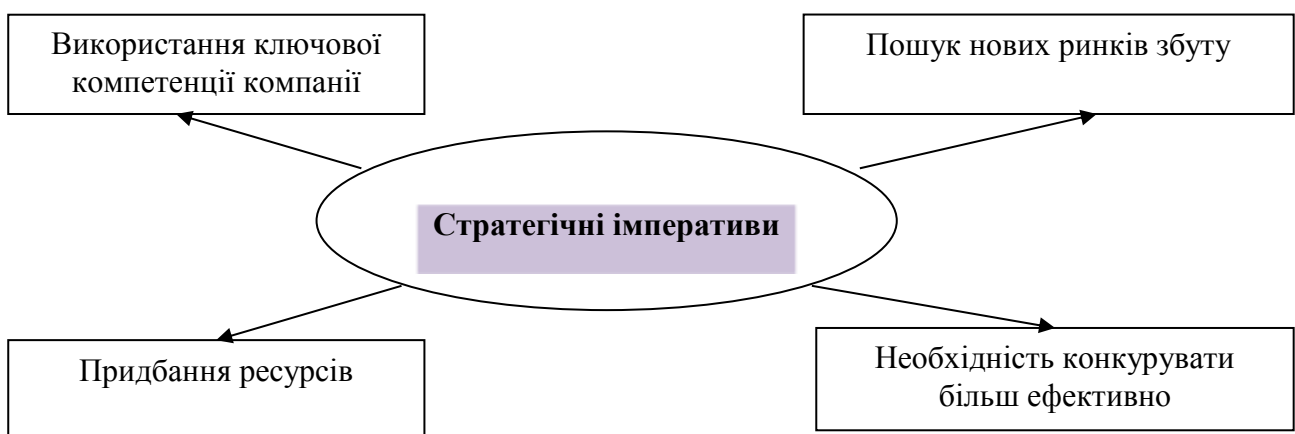 Використання ключової
компетенції компанії
Пошук нових ринків збуту
Стратегічні імперативи
Придбання ресурсів
Необхідність конкурувати
більш ефективно